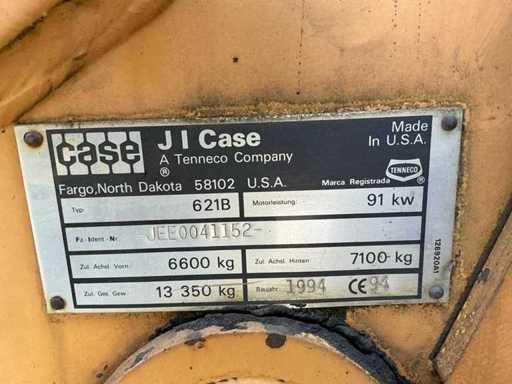 case
®
J I Case
A Tenneco Company
Made
In U.S.A.
TENNECO
Fargo, North Dakota 58102 U.S.A.
Marca Registrada
Typ: 621B
Motorleistung: 91 kw
Fz.-Ident.-Nr. JEE0041152-
Zul. Achsl. Vorn: 6600 kg
Zul. Achsl. Hinten 7100 kg
Zul. Ges. Gew. 13 350 kg
Baujahr 1994 CE 94
126920A1